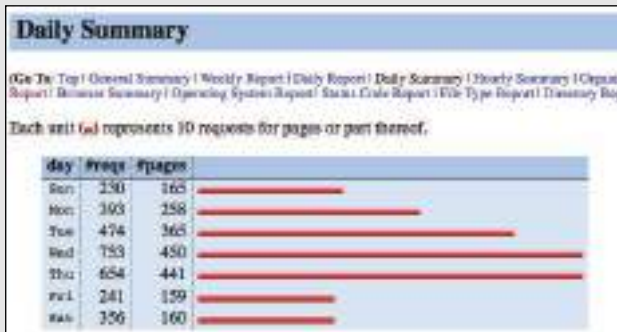 Daily Summary
(Go To: Top | General Summary | Weekly Report | Daily Report | Daily Summary | Hourly Summary |
Report | Browser Summary | Operating System Report | Status Code Report | File Type Report | Directory
Each unit represents 10 requests for pages or part thereof.
day #reqs #pages
Sun 230 165
Mon 393 258
Tue 474 365
Wed 753 450
Thu 654 441
Fri 241 159
Sat 356 160